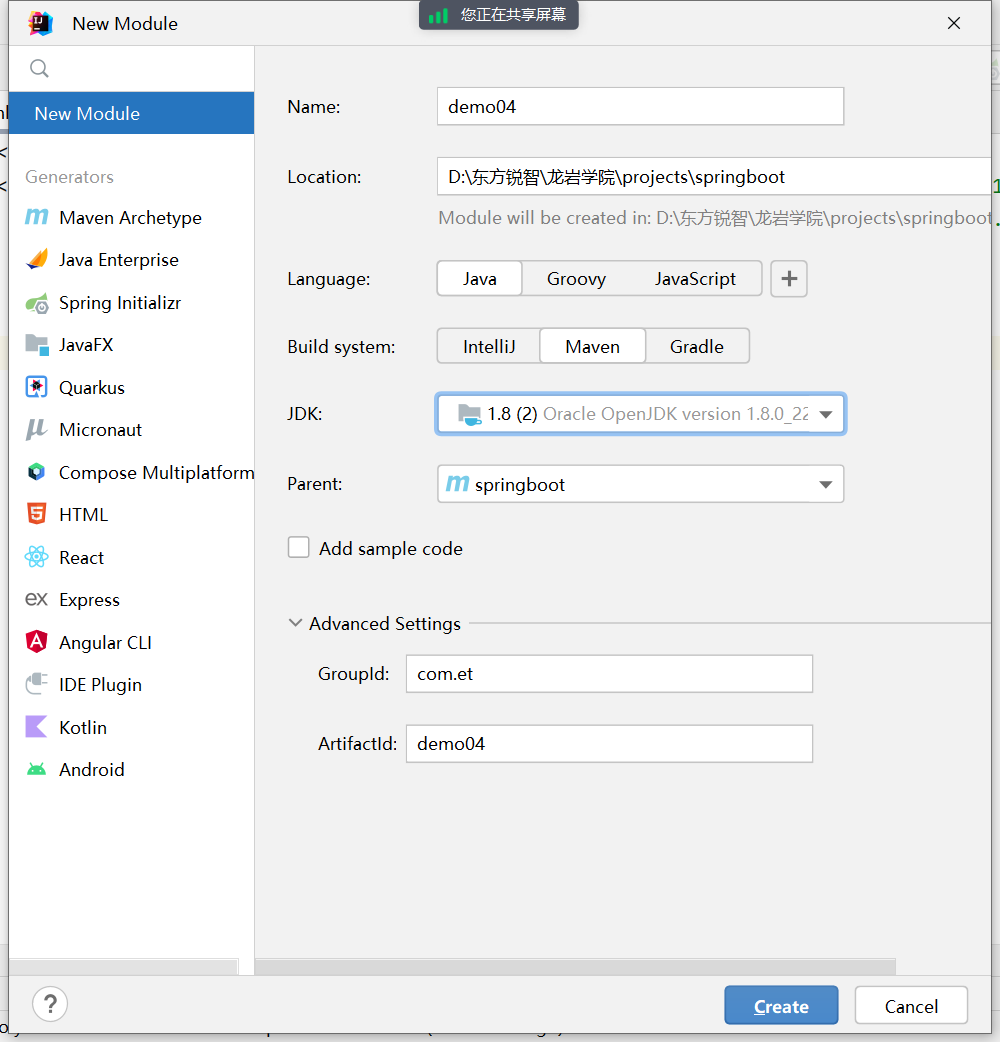 New Module
您正在共享屏幕
New Module
Generators
Maven Archetype
Java Enterprise
Spring Initializr
JavaFX
Quarkus
Micronaut
Compose Multiplatform
HTML
React
Express
Angular CLI
IDE Plugin
Kotlin
Android
Name:
demo04
Location:
D:\东方锐智\龙岩学院\projects\springboot
Module will be created in: D:\东方锐智\龙岩学院\projects\springboot
Language:
Java
Groovy
JavaScript
Build system:
IntelliJ
Maven
Gradle
JDK:
1.8 (2) Oracle OpenJDK version 1.8.0_22
Parent:
springboot
Add sample code
Advanced Settings
GroupId:
com.et
ArtifactId:
demo04
?
Create
Cancel